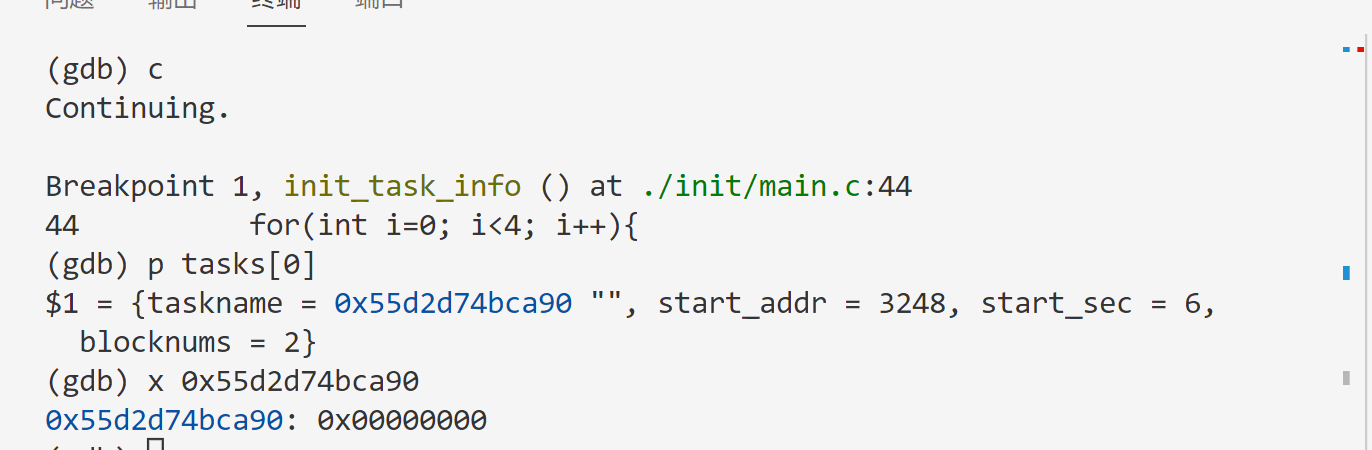 问题 输出 终端 端口
(gdb) c
Continuing.
Breakpoint 1, init_task_info () at ./init/main.c:44
44          for(int i=0; i<4; i++){
(gdb) p tasks[0]
$1 = {taskname = 0x55d2d74bca90 "", start_addr = 3248, start_sec = 6,
  blocknums = 2}
(gdb) x 0x55d2d74bca90
0x55d2d74bca90: 0x00000000
(gdb)